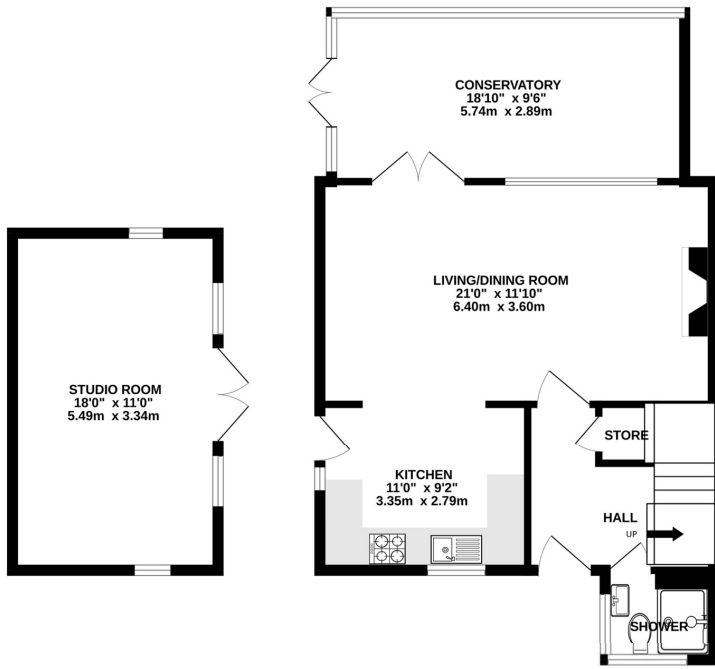 CONSERVATORY
18'10" x 9'6"
5.74m x 2.89m
LIVING/DINING ROOM
21'0" x 11'10"
6.40m x 3.60m
STUDIO ROOM
18'0" x 11'0"
5.49m x 3.34m
STORE
KITCHEN
11'0" x 9'2"
3.35m x 2.79m
HALL
UP
SHOWER